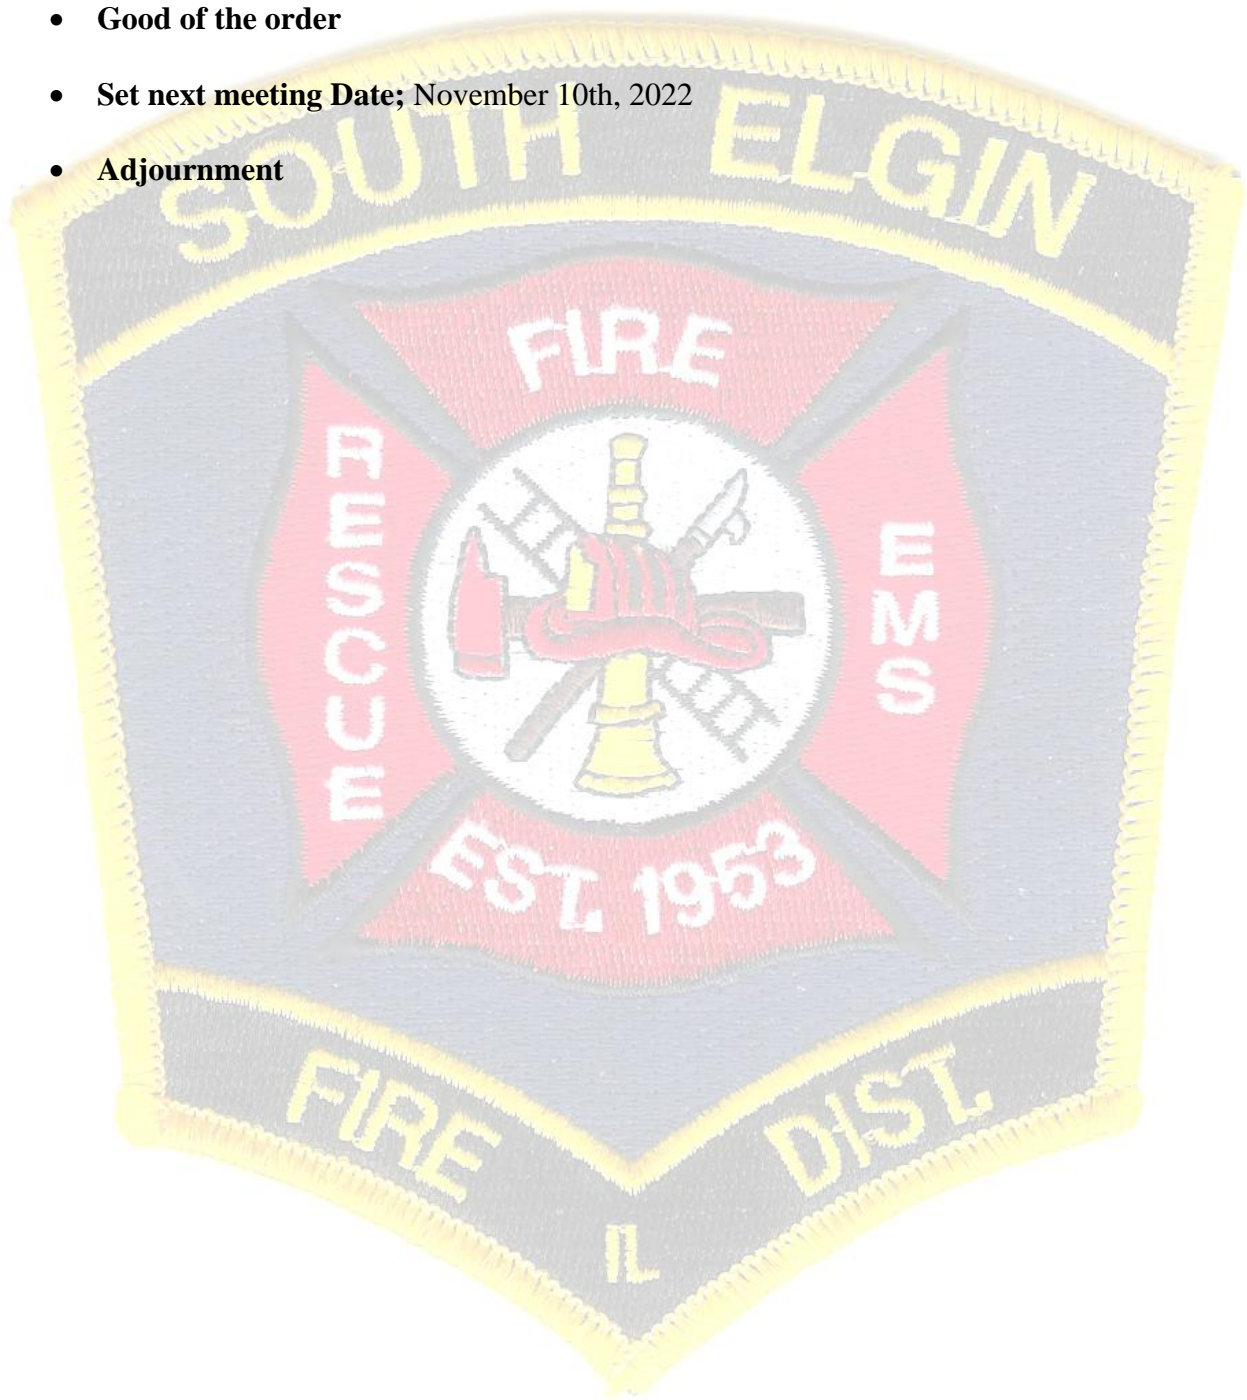 • Good of the order
• Set next meeting Date; November 10th, 2022
• Adjournment
SOUTH ELGIN
FIRE
RESCUE
EMS
EST. 1953
FIRE DIST.
IL